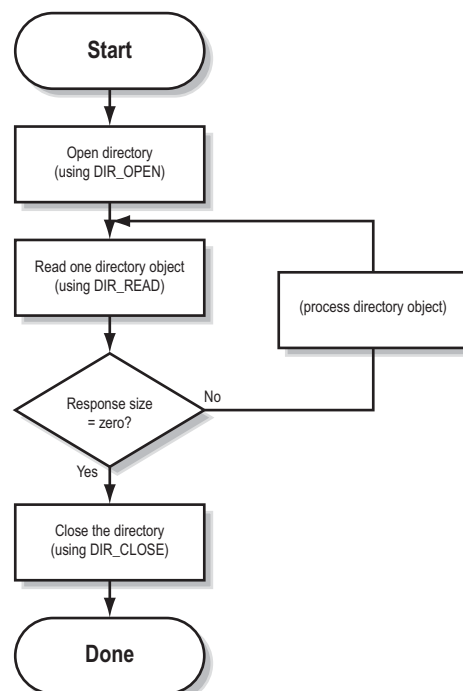 Start
Open directory
(using DIR_OPEN)
Read one directory object
(using DIR_READ)
(process directory object)
Response size
= zero?
No
Yes
Close the directory
(using DIR_CLOSE)
Done